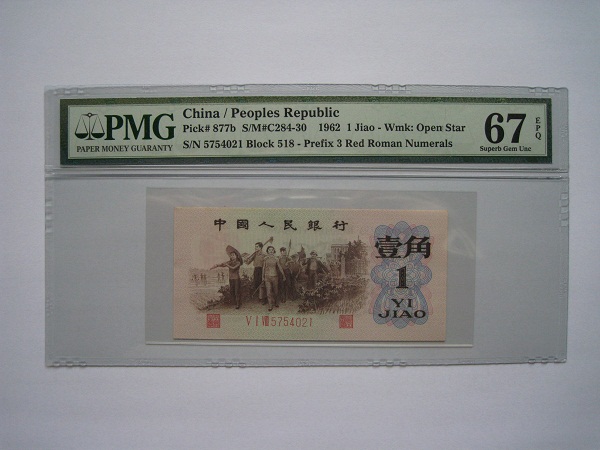 PMG
PAPER MONEY GUARANTY
China / Peoples Republic
Pick# 877b S/M#C284-30 1962 1 Jiao - Wmk: Open Star
S/N 5754021 Block 518 - Prefix 3 Red Roman Numerals
67
EPQ
Superb Gem Unc
中國人民銀行
壹角
1
YI
JIAO
V I VIII 5754021